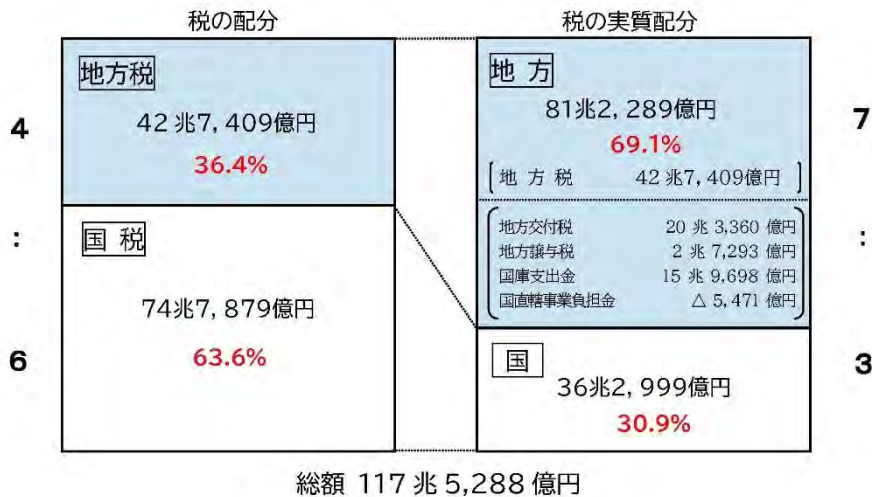 税の配分
地方税
42兆7,409億円
36.4%
国税
74兆7,879億円
63.6%
4
:
6
税の実質配分
地方
81兆2,289億円
69.1%
地方税 42兆7,409億円
地方交付税 20兆3,360億円
地方譲与税 2兆7,293億円
国庫支出金 15兆9,698億円
国直轄事業負担金 △5,471億円
国
36兆2,999億円
30.9%
7
:
3
総額 117兆5,288億円